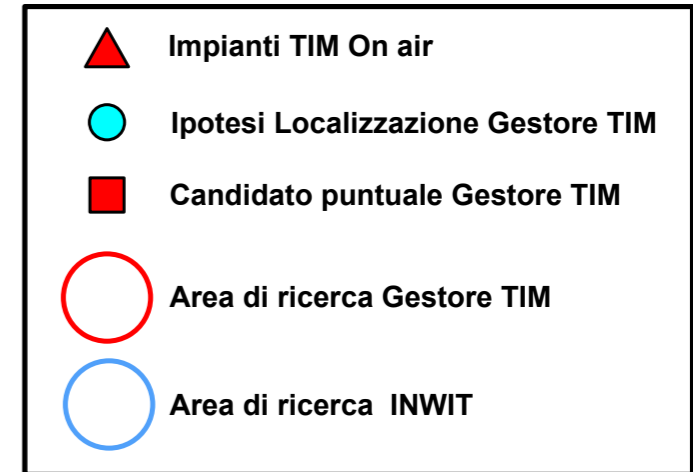 Impianti TIM On air
Ipotesi Localizzazione Gestore TIM
Candidato puntuale Gestore TIM
Area di ricerca Gestore TIM
Area di ricerca INWIT